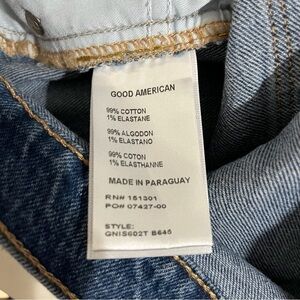 GOOD AMERICAN
99% COTTON
1% ELASTANE
99% ALGODON
1% ELASTANO
99% COTON
1% ELASTHANNE
MADE IN PARAGUAY
RN# 151301
PO# 07427-00
STYLE:
GNIS602T B645